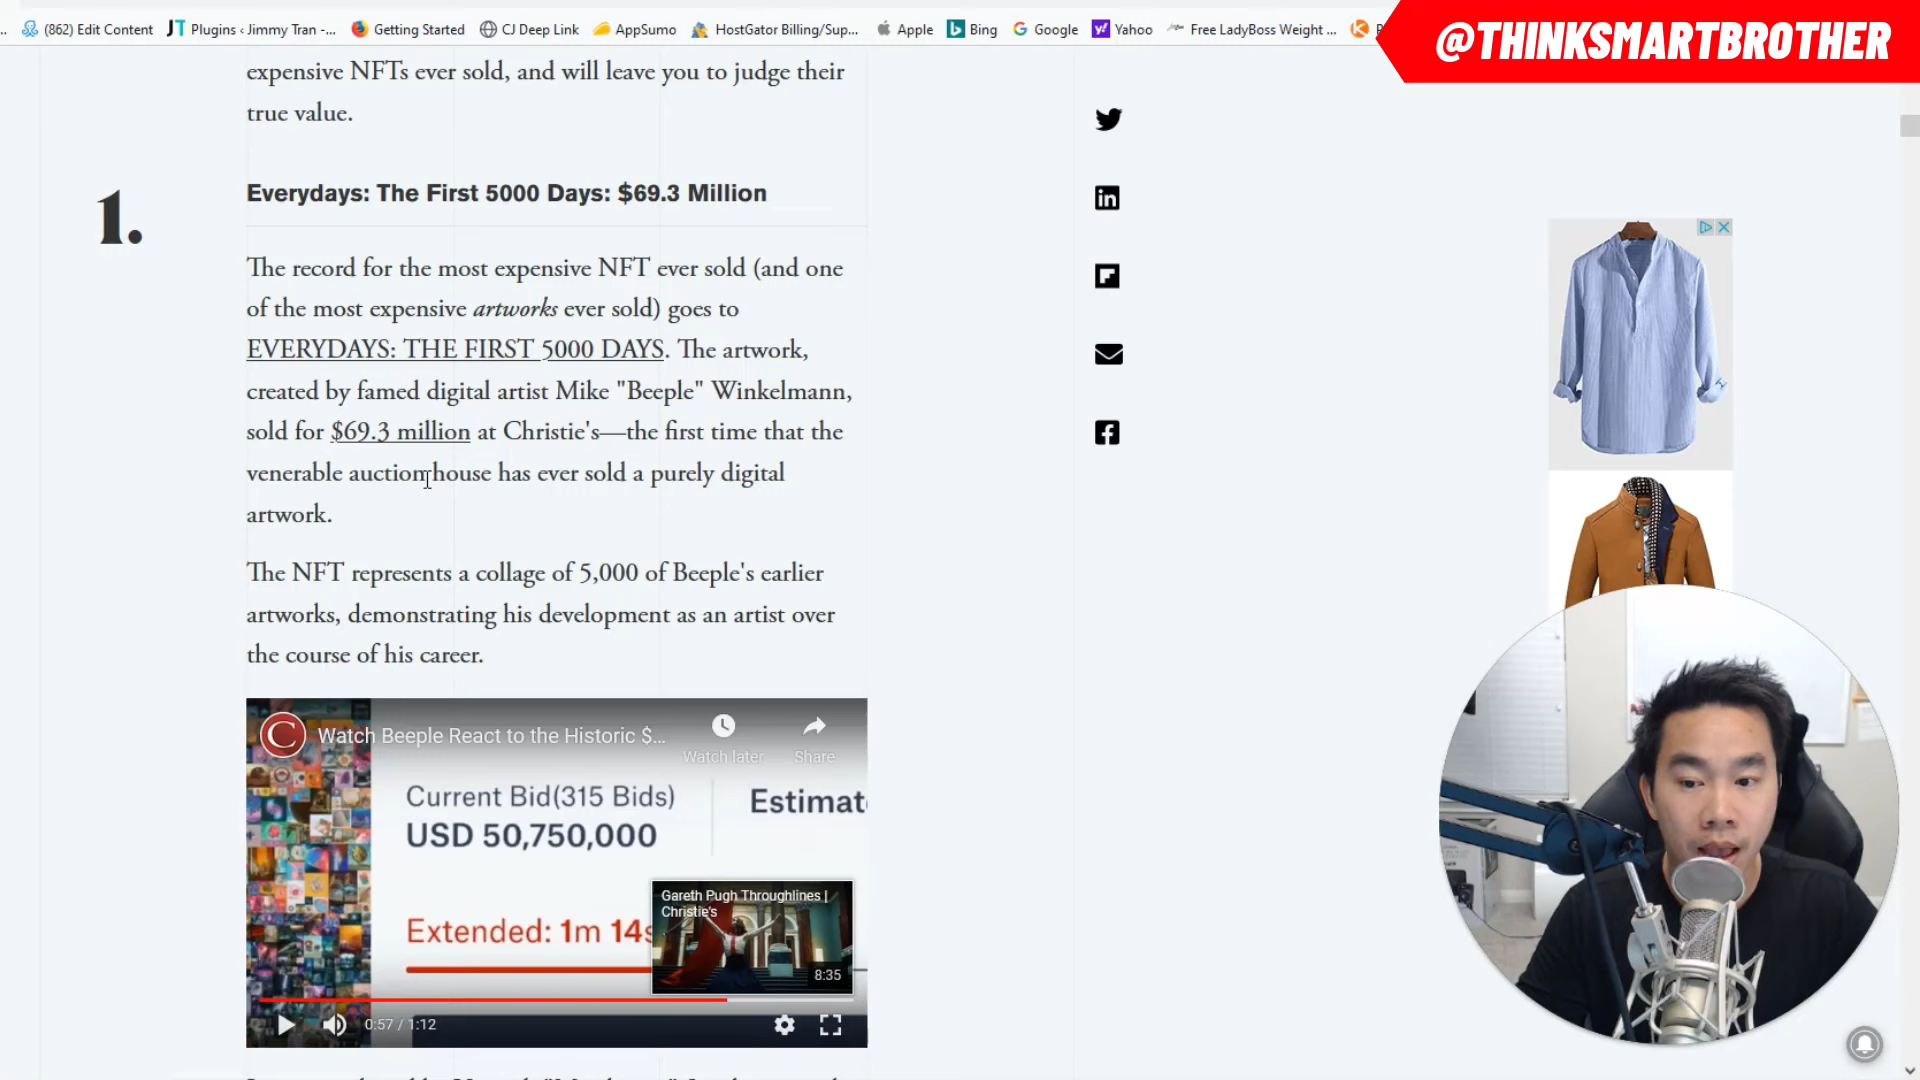 (862) Edit Content
Plugins ‹ Jimmy Tran -...
Getting Started
CJ Deep Link
AppSumo
HostGator Billing/Sup...
Apple
Bing
Google
Yahoo
Free LadyBoss Weight ...
@THINKSMARTBROTHER
expensive NFTs ever sold, and will leave you to judge their
true value.
1.
Everydays: The First 5000 Days: $69.3 Million
The record for the most expensive NFT ever sold (and one
of the most expensive artworks ever sold) goes to
EVERYDAYS: THE FIRST 5000 DAYS. The artwork,
created by famed digital artist Mike "Beeple" Winkelmann,
sold for $69.3 million at Christie's—the first time that the
venerable auction house has ever sold a purely digital
artwork.
The NFT represents a collage of 5,000 of Beeple's earlier
artworks, demonstrating his development as an artist over
the course of his career.
C
Watch Beeple React to the Historic $...
Watch later
Share
Current Bid(315 Bids)
USD 50,750,000
Estimat
Extended: 1m 14s
Gareth Pugh Throughlines |
Christie's
8:35
0:57 / 1:12